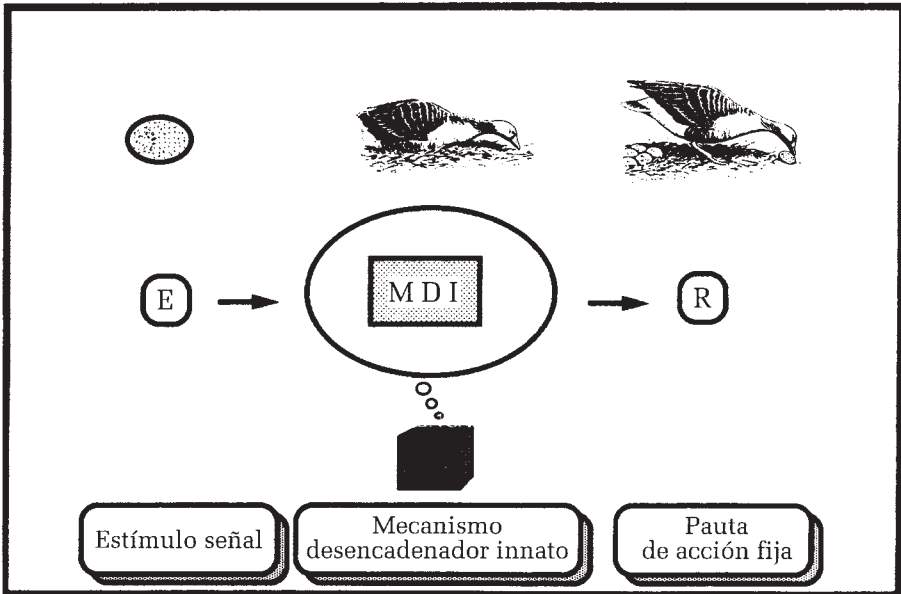 E
M D I
R
Estímulo señal
Mecanismo
desencadenador innato
Pauta
de acción fija